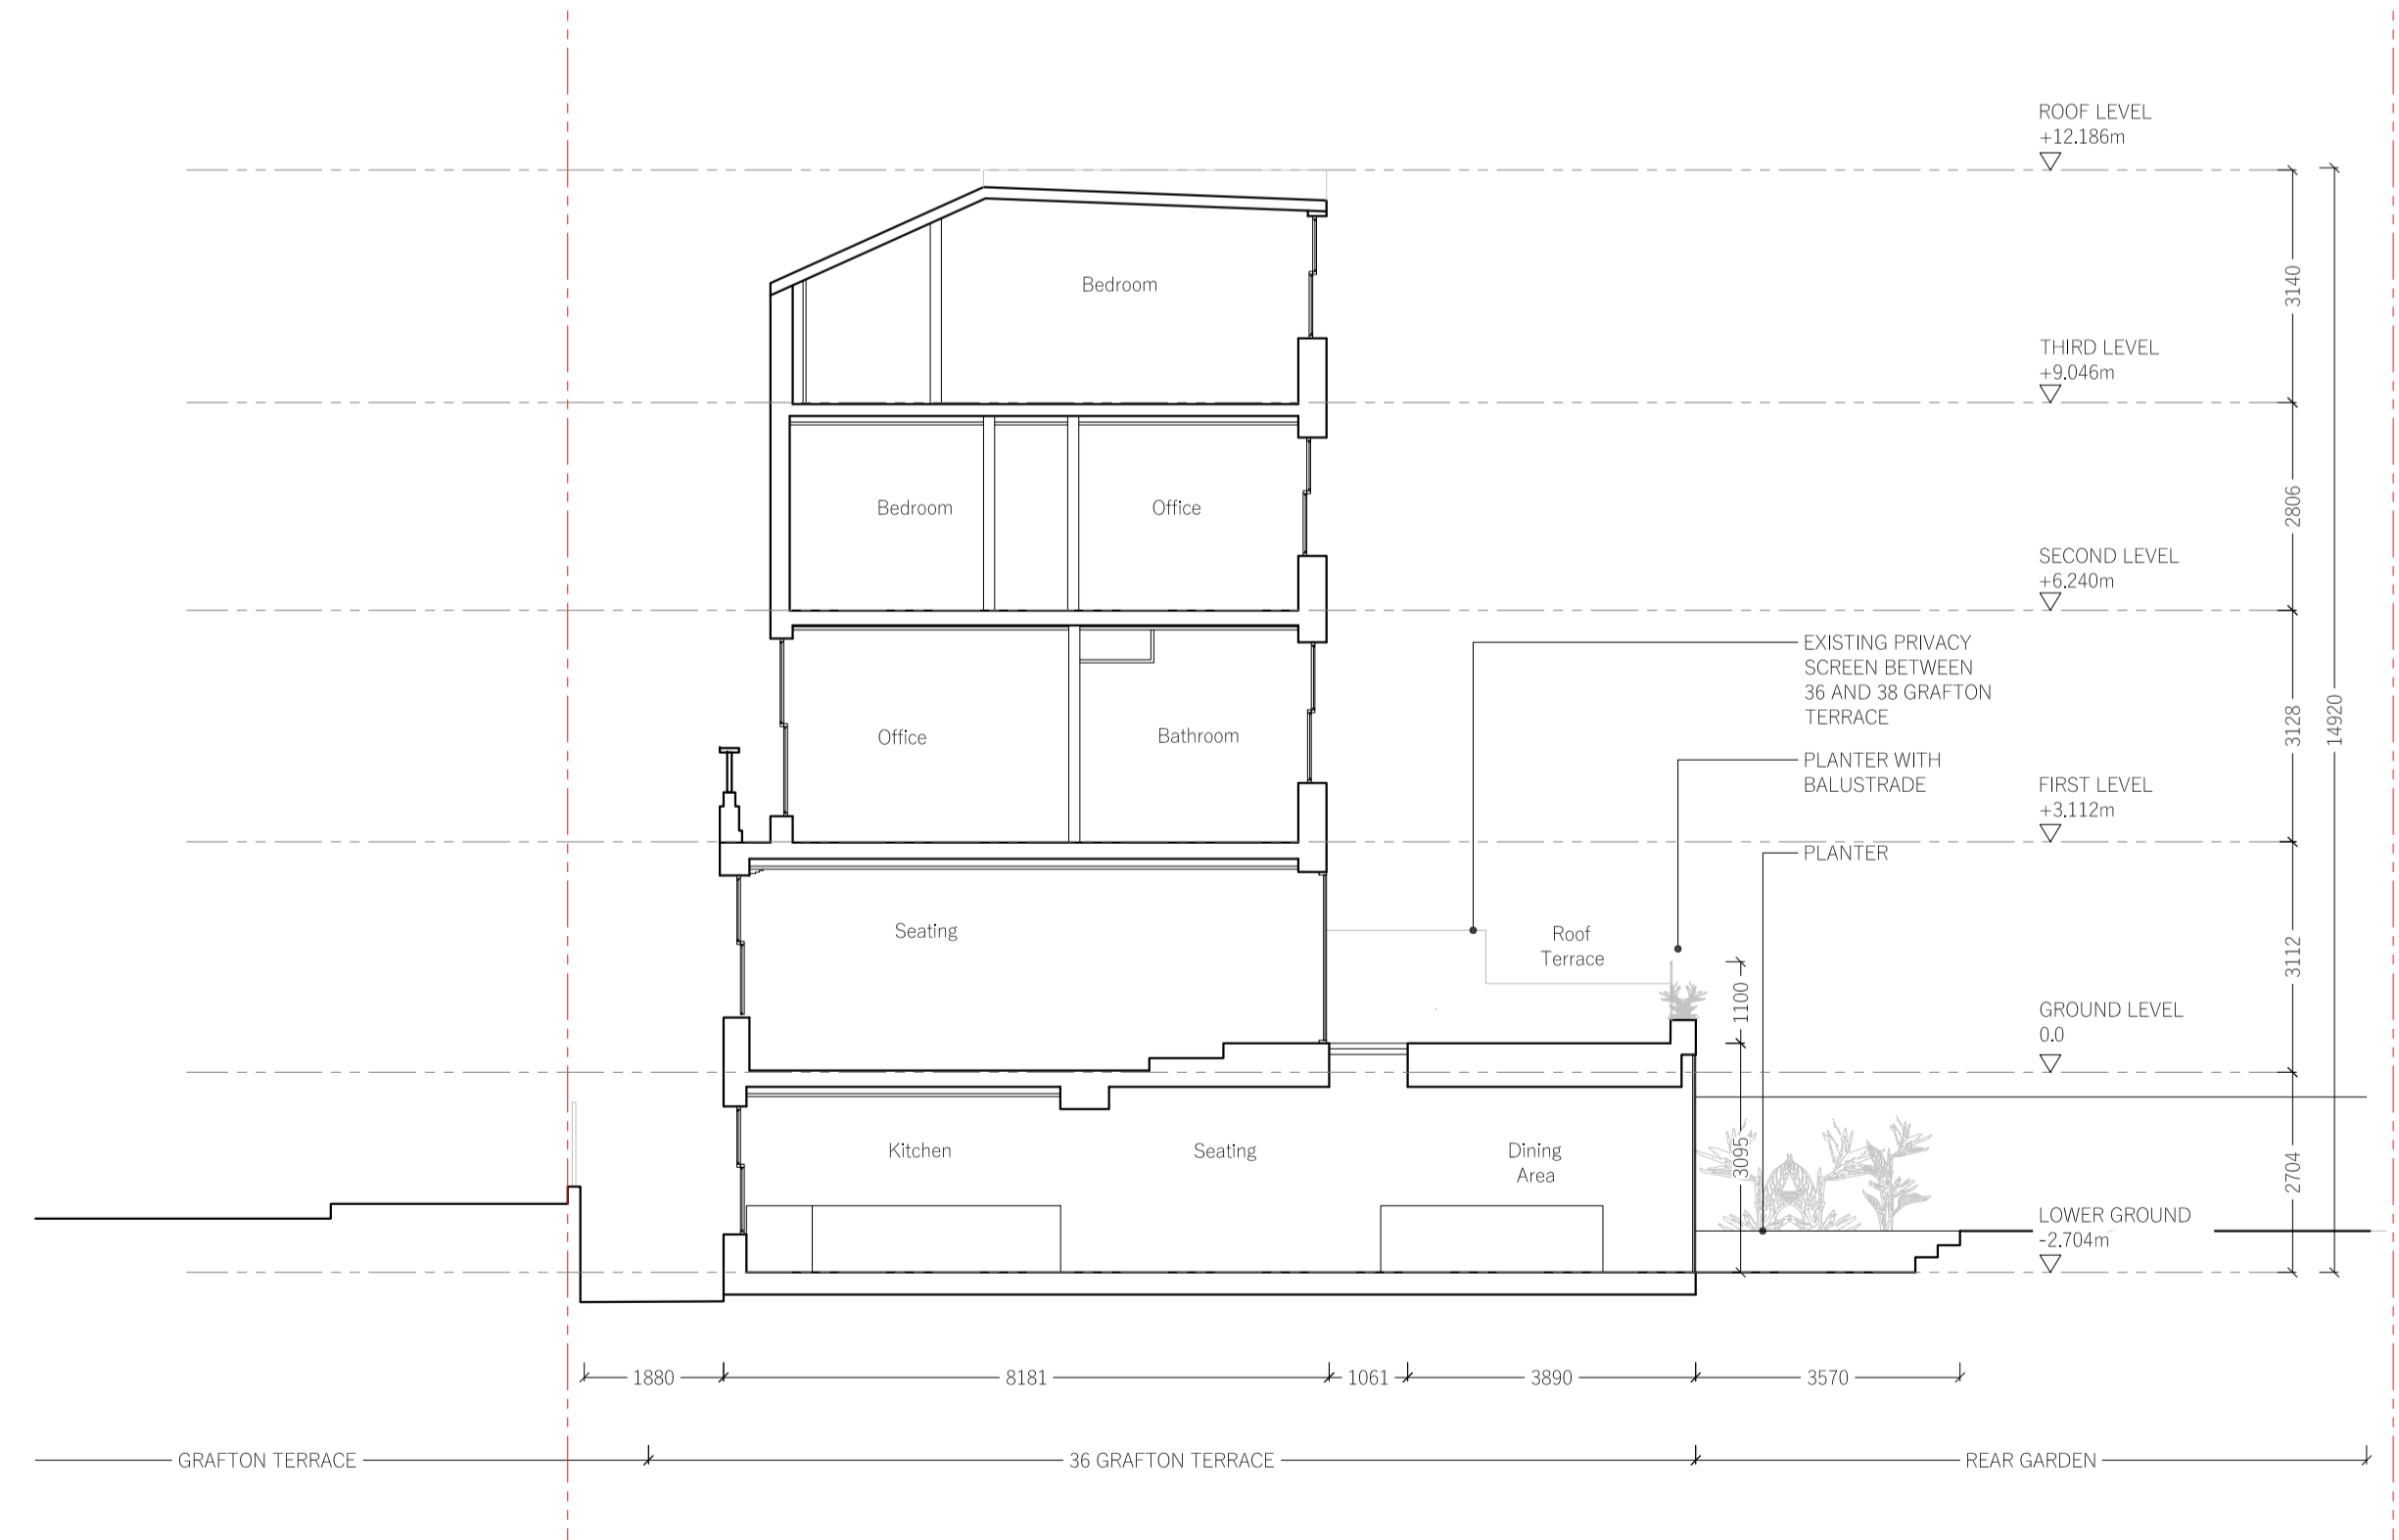 ROOF LEVEL
+12.186m
Bedroom
3140
THIRD LEVEL
+9.046m
Bedroom
Office
2806
SECOND LEVEL
+6.240m
EXISTING PRIVACY
SCREEN BETWEEN
36 AND 38 GRAFTON
TERRACE
Office
Bathroom
3128
14920
PLANTER WITH
BALUSTRADE
FIRST LEVEL
+3.112m
PLANTER
Seating
Roof
Terrace
3112
1100
GROUND LEVEL
0.0
Kitchen
Seating
Dining
Area
3095
2704
LOWER GROUND
-2.704m
1880
8181
1061
3890
3570
GRAFTON TERRACE
36 GRAFTON TERRACE
REAR GARDEN